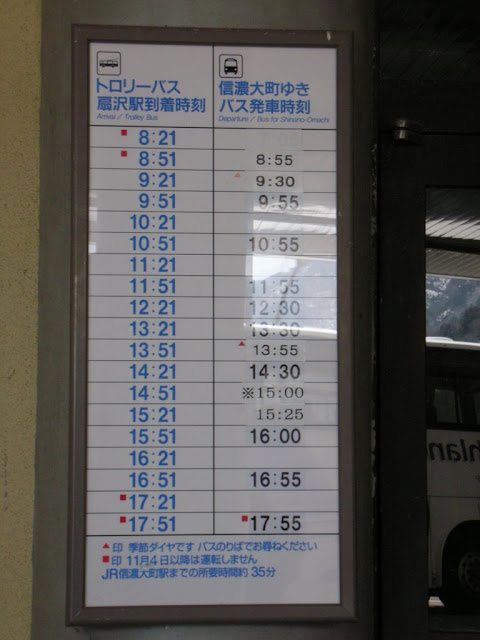 トロリーバス
扇沢駅到着時刻
Arrival / Trolley Bus
信濃大町ゆき
バス発車時刻
Departure / Bus for Shinano-Omachi
■ 8:21
■ 8:51 8:55
9:21 ▲ 9:30
9:51 9:55
10:21
10:51 10:55
11:21
11:51 11:55
12:21 12:30
13:21 13:30
13:51 ▲ 13:55
14:21 14:30
14:51 ※15:00
15:21 15:25
15:51 16:00
16:21
16:51 16:55
■ 17:21
■ 17:51 ■ 17:55
▲印 季節ダイヤです バスのりばでお尋ねください
■印 11月4日以降は運転しません
JR信濃大町駅までの所要時間約35分